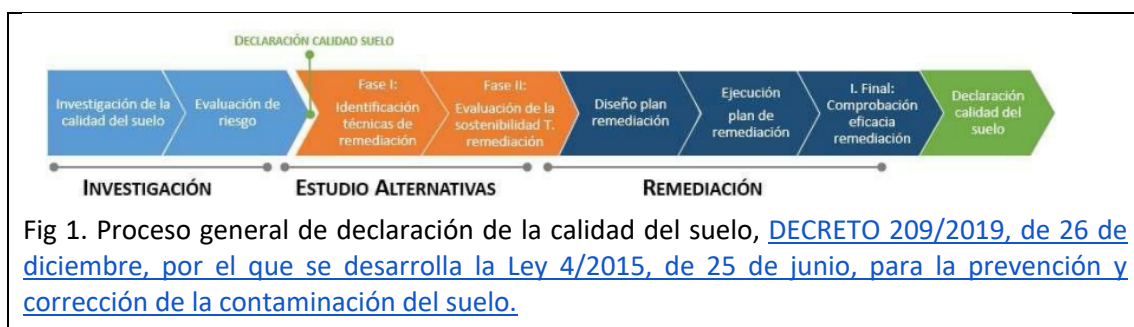 DECLARACIÓN CALIDAD SUELO
Investigación de la
calidad del suelo
Evaluación de
riesgo
Fase I:
Identificación
técnicas de
remediación
Fase II:
Evaluación de la
sostenibilidad T.
remediación
Diseño plan
remediación
Ejecución
plan de
remediación
I. Final:
Comprobación
eficacia
remediación
Declaración
calidad del
suelo
INVESTIGACIÓN
ESTUDIO ALTERNATIVAS
REMEDIACIÓN
Fig 1. Proceso general de declaración de la calidad del suelo, DECRETO 209/2019, de 26 de
diciembre, por el que se desarrolla la Ley 4/2015, de 25 de junio, para la prevención y
corrección de la contaminación del suelo.